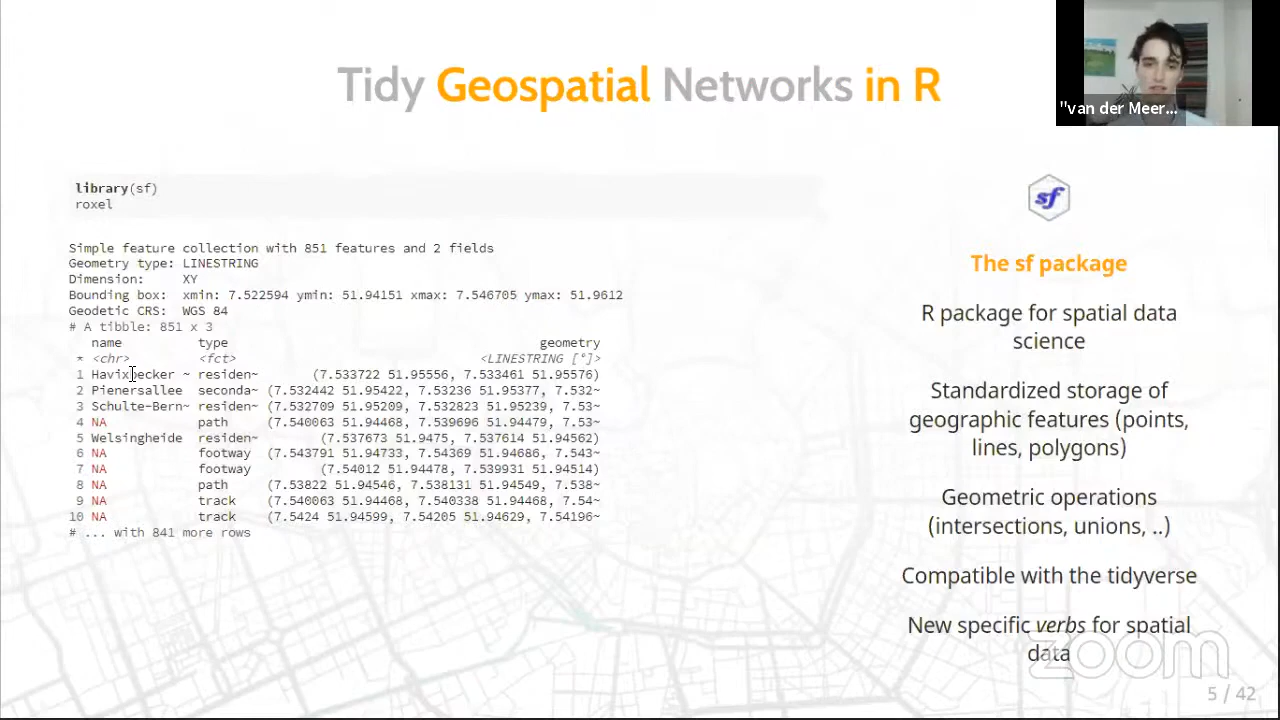 Tidy Geospatial Networks in R
"van der Meer...
library(sf)
roxel
Simple feature collection with 851 features and 2 fields
Geometry type: LINESTRING
Dimension: XY
Bounding box: xmin: 7.522594 ymin: 51.94151 xmax: 7.546705 ymax: 51.9612
Geodetic CRS: WGS 84
# A tibble: 851 x 3
name type geometry
* <chr> <fct> <LINESTRING [°]>
1 Havixbecker ~ residen~ (7.533722 51.95556, 7.533461 51.95576)
2 Pienersallee seconda~ (7.532442 51.95422, 7.53236 51.95377, 7.532~
3 Schulte-Bern~ residen~ (7.532709 51.95209, 7.532823 51.95239, 7.53~
4 NA path (7.540063 51.94468, 7.539696 51.94479, 7.53~
5 Welsingheide residen~ (7.537673 51.9475, 7.537614 51.94562)
6 NA footway (7.543791 51.94733, 7.54369 51.94686, 7.543~
7 NA footway (7.54012 51.94478, 7.539931 51.94514)
8 NA path (7.53822 51.94546, 7.538131 51.94549, 7.538~
9 NA track (7.540063 51.94468, 7.540338 51.94468, 7.54~
10 NA track (7.5424 51.94599, 7.54205 51.94629, 7.54196~
# ... with 841 more rows
sf
The sf package
R package for spatial data
science
Standardized storage of
geographic features (points,
lines, polygons)
Geometric operations
(intersections, unions, ..)
Compatible with the tidyverse
New specific verbs for spatial
data
zoom
5 / 42